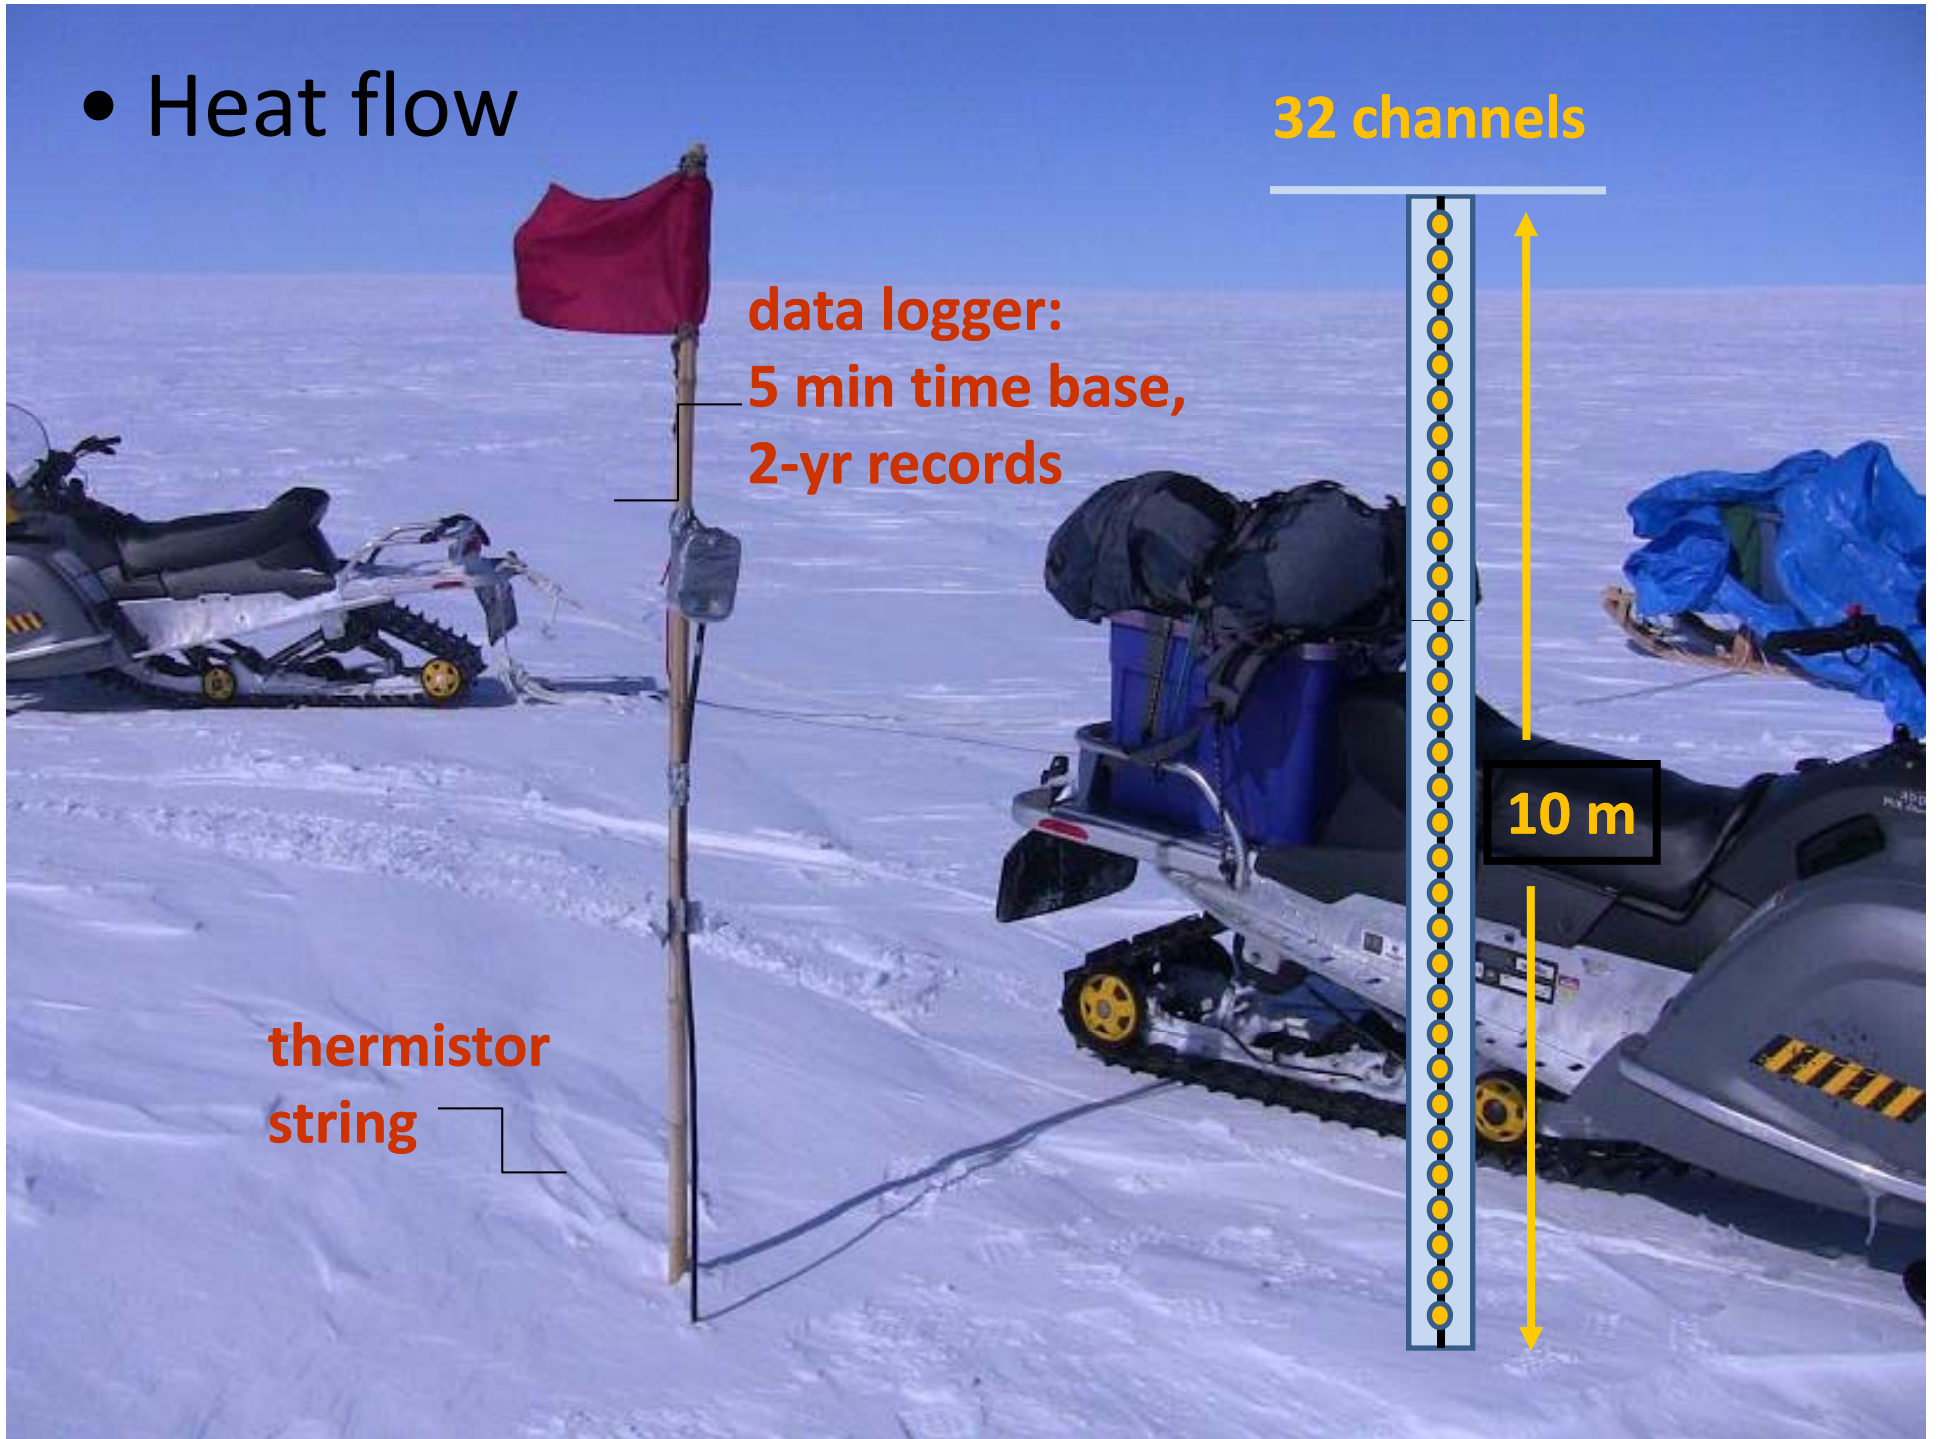 • Heat flow
32 channels
data logger:
5 min time base,
2-yr records
10 m
thermistor
string